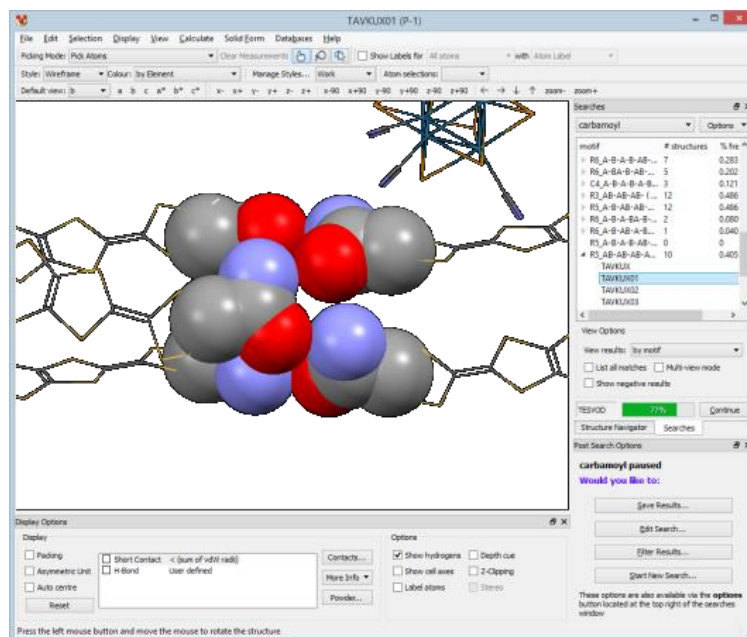 TAVKUX01 (P-1)
File Edit Selection Display View Calculate Solid Form Databases Help
Picking Mode: Pick Atoms Clear Measurements Show Labels for All atoms with Atom Label
Style: Wireframe Colour: by Element Manage Styles... Work Atom selections:
Default view: b a b c a* b* c* x- x+ y- y+ z- z+ x-90 x+90 y-90 y+90 z-90 z+90 ← → ↓ ↑ zoom- zoom+
Searches
carbamoyl Options
motif # structures % fre
R6_A-B-A-B-AB-... 7 0.283
R6_A-BA-B-AB-... 5 0.202
C4_A-B-A-B-A-B... 3 0.121
R3_AB-AB-AB- (... 12 0.486
R5_A-B-AB-AB-... 12 0.486
R6_A-B-A-BA-B-... 2 0.080
R6_A-B-AB-AB-... 1 0.040
R5_A-B-A-B-AB-... 0 0
R5_AB-AB-AB-A... 10 0.405
TAVKUX
TAVKUX01
TAVKUX02
TAVKUX03
View Options
View results: by motif
List all matches Multi-view mode
Show negative results
TESVOD 77% Continue
Structure Navigator Searches
Post Search Options
carbamoyl paused
Would you like to:
Save Results...
Edit Search...
Filter Results...
Start New Search...
These options are also available via the options
button located at the top right of the searches
window
Display Options
Display Options
Packing Short Contact < (sum of vdW radii) Contacts... Show hydrogens Depth cue
Asymmetric Unit H-Bond User defined More Info Show cell axes Z-Clipping
Auto centre Label atoms Stereo
Reset Powder...
Press the left mouse button and move the mouse to rotate the structure